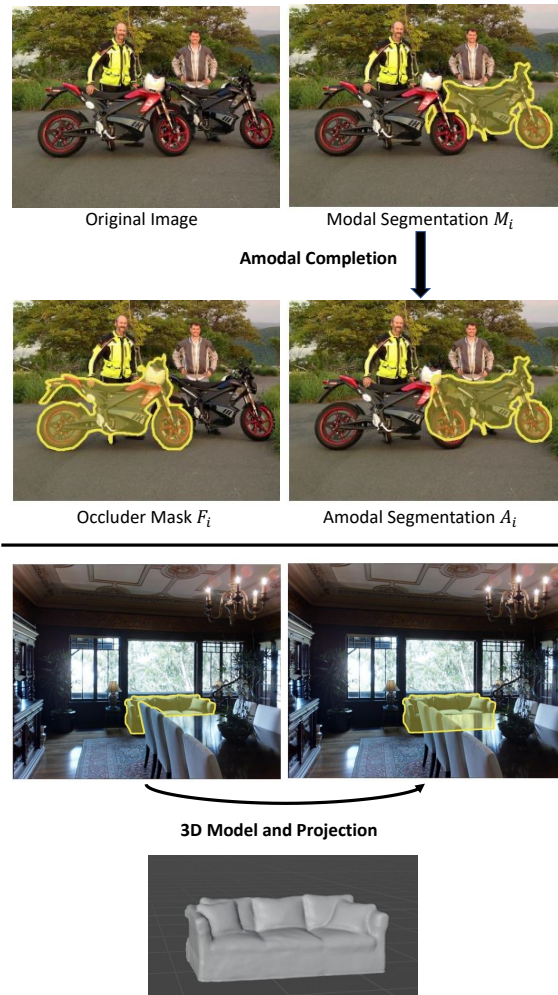 Original Image
Modal Segmentation M_i
Amodal Completion
Occluder Mask F_i
Amodal Segmentation A_i
3D Model and Projection